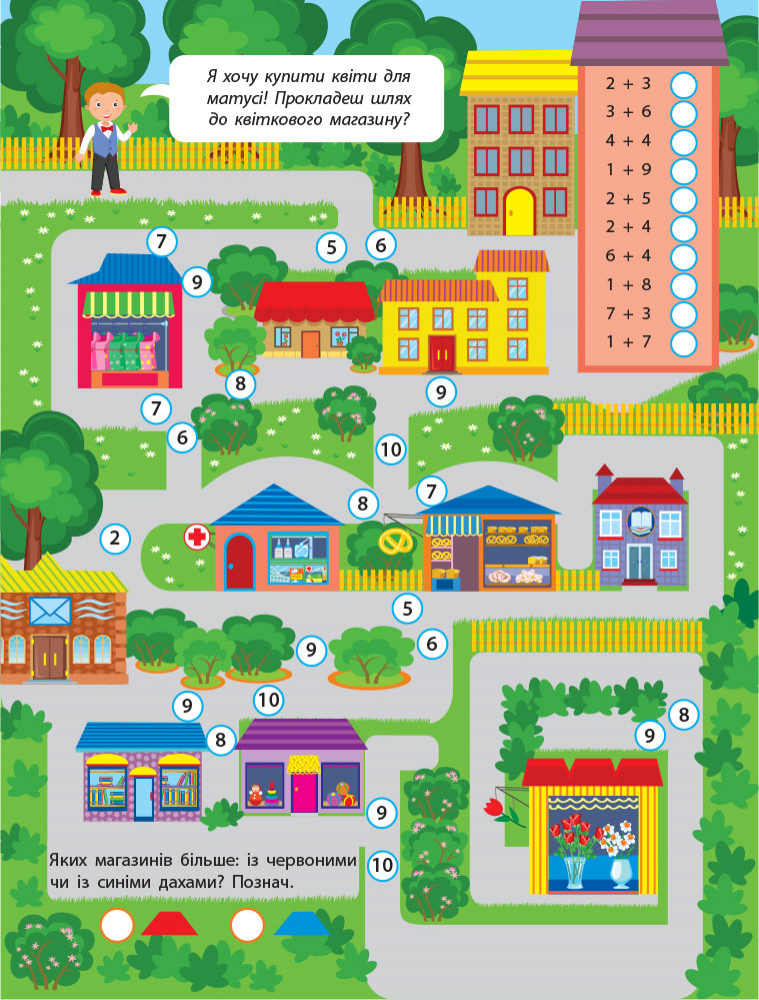 Я хочу купити квіти для
матусі! Прокладеш шлях
до квіткового магазину?
2 + 3
3 + 6
4 + 4
1 + 9
2 + 5
2 + 4
6 + 4
1 + 8
7 + 3
1 + 7
7
5
6
9
8
9
7
6
10
8
7
2
5
9
6
9
10
8
8
9
9
10
Яких магазинів більше: із червоними
чи із синіми дахами? Познач.